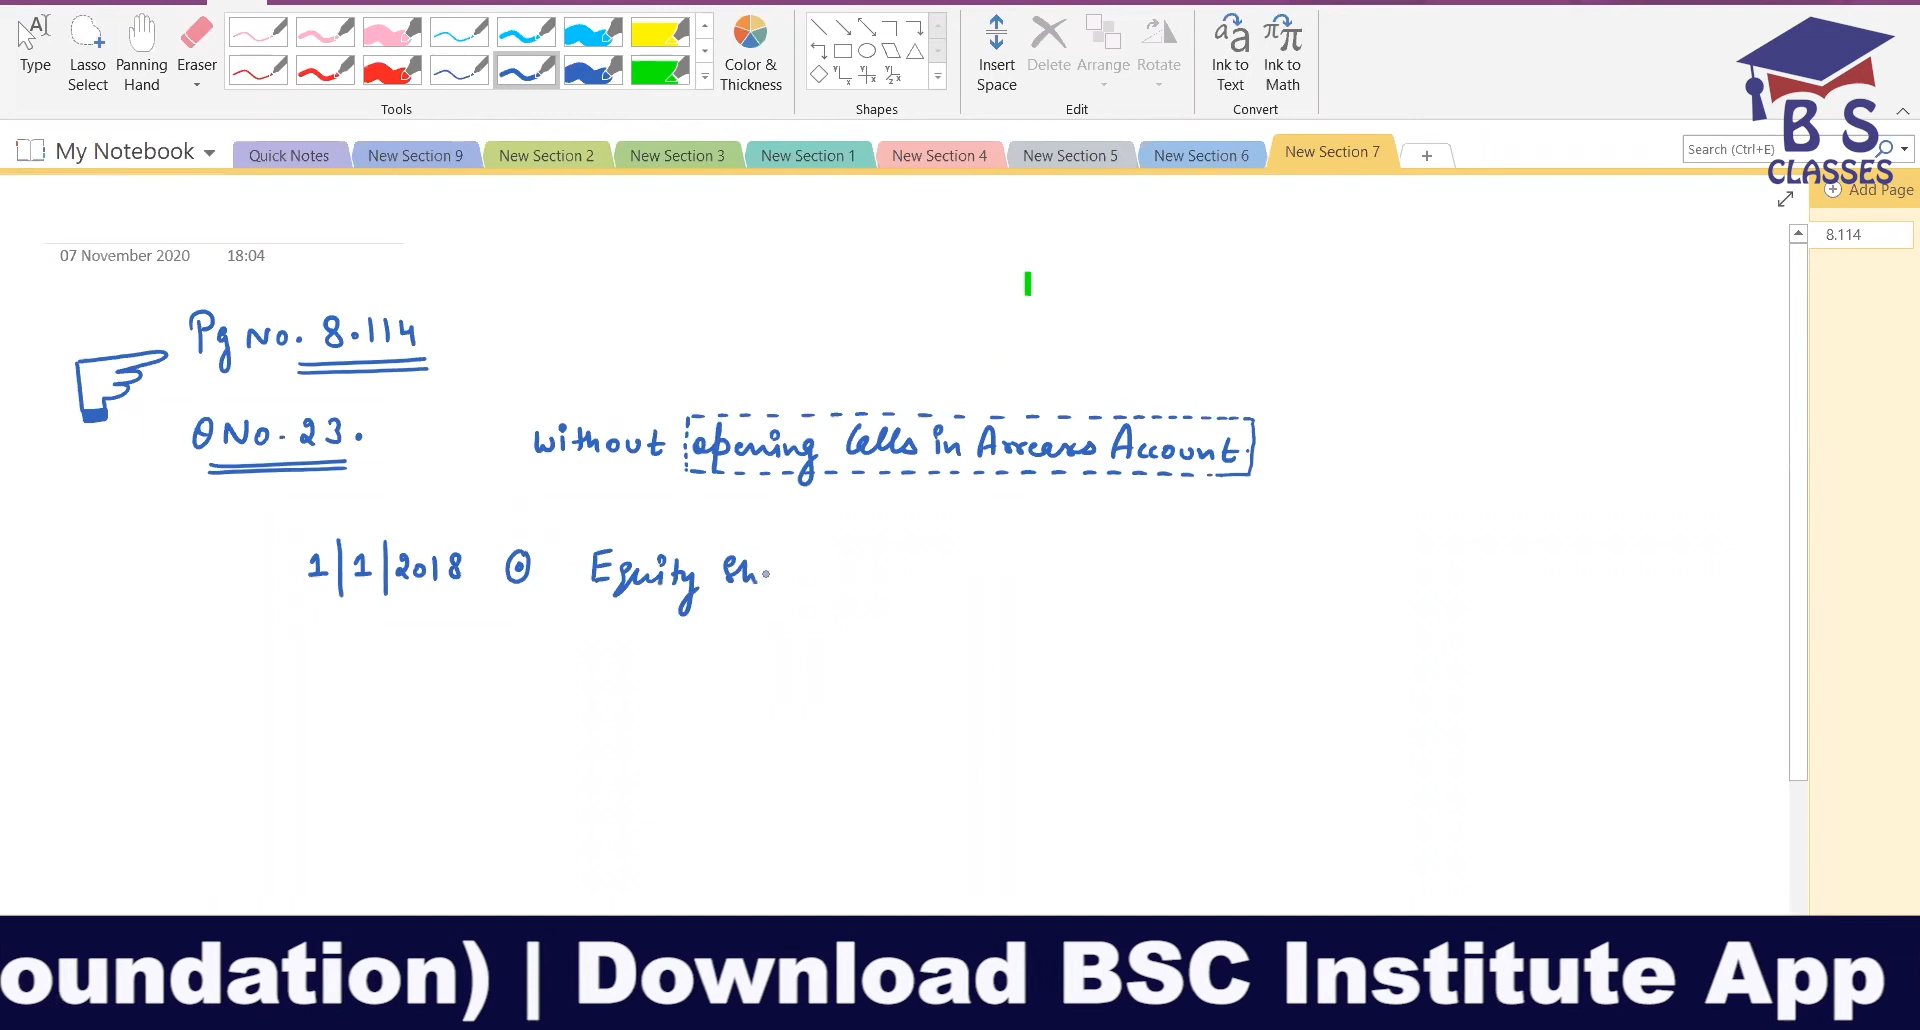 Type
Lasso Select
Panning Hand
Eraser
Tools
Color & Thickness
Shapes
Insert Space
Delete
Arrange
Rotate
Edit
Ink to Text
Ink to Math
Convert
B S
CLASSES
My Notebook
Quick Notes
New Section 9
New Section 2
New Section 3
New Section 1
New Section 4
New Section 5
New Section 6
New Section 7
Search (Ctrl+E)
Add Page
8.114
07 November 2020 18:04
Pg No. 8.114
Q No. 23.
without opening Calls in Arrears Account.
1|1|2018 Equity Sh
oundation) | Download BSC Institute App